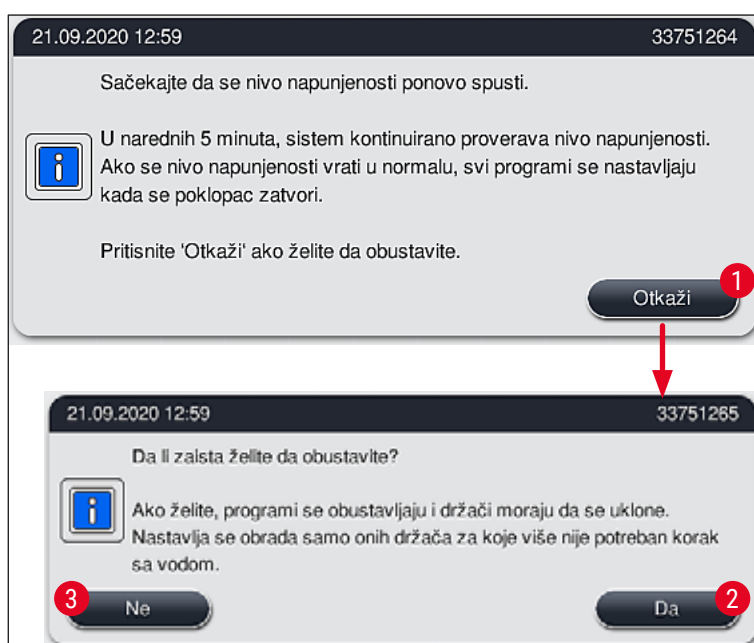 21.09.2020 12:59 33751264
Sačekajte da se nivo napunjenosti ponovo spusti.
U narednih 5 minuta, sistem kontinuirano proverava nivo napunjenosti.
Ako se nivo napunjenosti vrati u normalu, svi programi se nastavljaju
kada se poklopac zatvori.
Pritisnite 'Otkaži' ako želite da obustavite.
Otkaži 1
21.09.2020 12:59 33751265
Da li zaista želite da obustavite?
Ako želite, programi se obustavljaju i držači moraju da se uklone.
Nastavlja se obrada samo onih držača za koje više nije potreban korak
sa vodom.
3 Ne Da 2